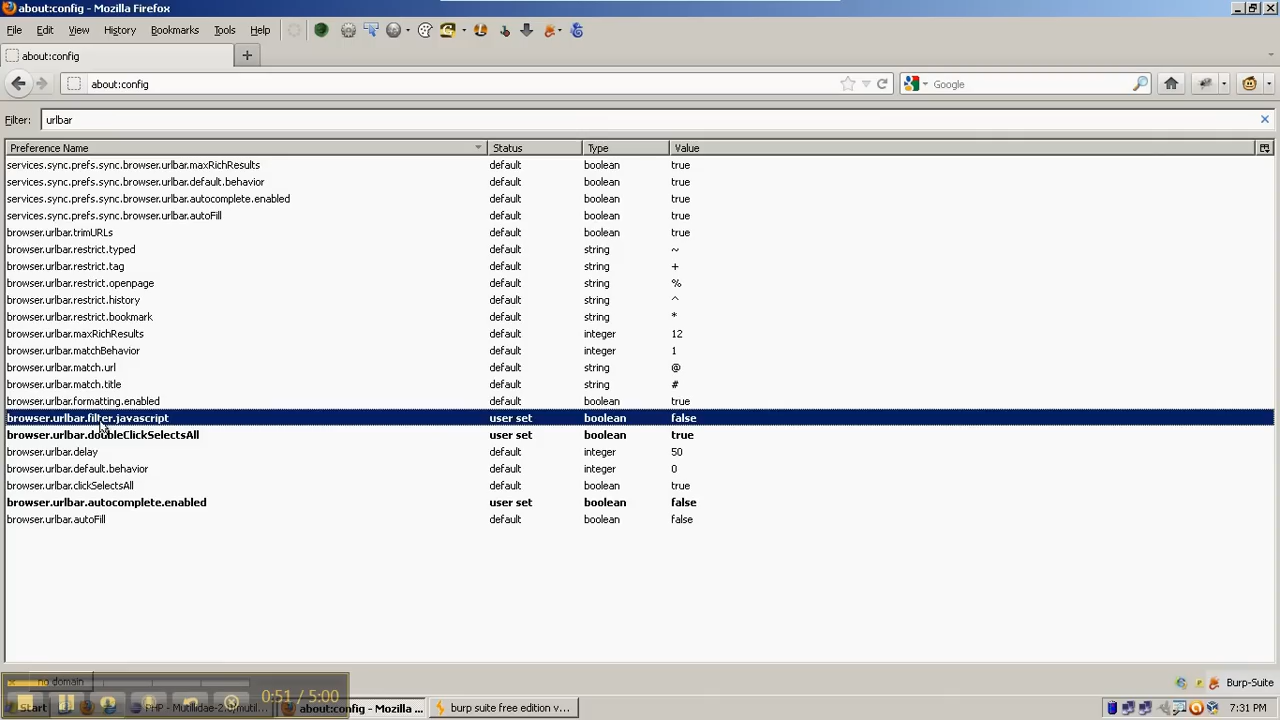 about:config - Mozilla Firefox
File Edit View History Bookmarks Tools Help
about:config
about:config Google
Filter: urlbar
Preference Name Status Type Value
services.sync.prefs.sync.browser.urlbar.maxRichResults default boolean true
services.sync.prefs.sync.browser.urlbar.default.behavior default boolean true
services.sync.prefs.sync.browser.urlbar.autocomplete.enabled default boolean true
services.sync.prefs.sync.browser.urlbar.autoFill default boolean true
browser.urlbar.trimURLs default boolean true
browser.urlbar.restrict.typed default string ~
browser.urlbar.restrict.tag default string +
browser.urlbar.restrict.openpage default string %
browser.urlbar.restrict.history default string ^
browser.urlbar.restrict.bookmark default string *
browser.urlbar.maxRichResults default integer 12
browser.urlbar.matchBehavior default integer 1
browser.urlbar.match.url default string @
browser.urlbar.match.title default string #
browser.urlbar.formatting.enabled default boolean true
browser.urlbar.filter.javascript user set boolean false
browser.urlbar.doubleClickSelectsAll user set boolean true
browser.urlbar.delay default integer 50
browser.urlbar.default.behavior default integer 0
browser.urlbar.clickSelectsAll default boolean true
browser.urlbar.autocomplete.enabled user set boolean false
browser.urlbar.autoFill default boolean false
no domain Burp-Suite
0:51 / 5:00
Start PHP - Mutillidae-2.0/mutil... about:config - Mozilla ... burp suite free edition v... 7:31 PM